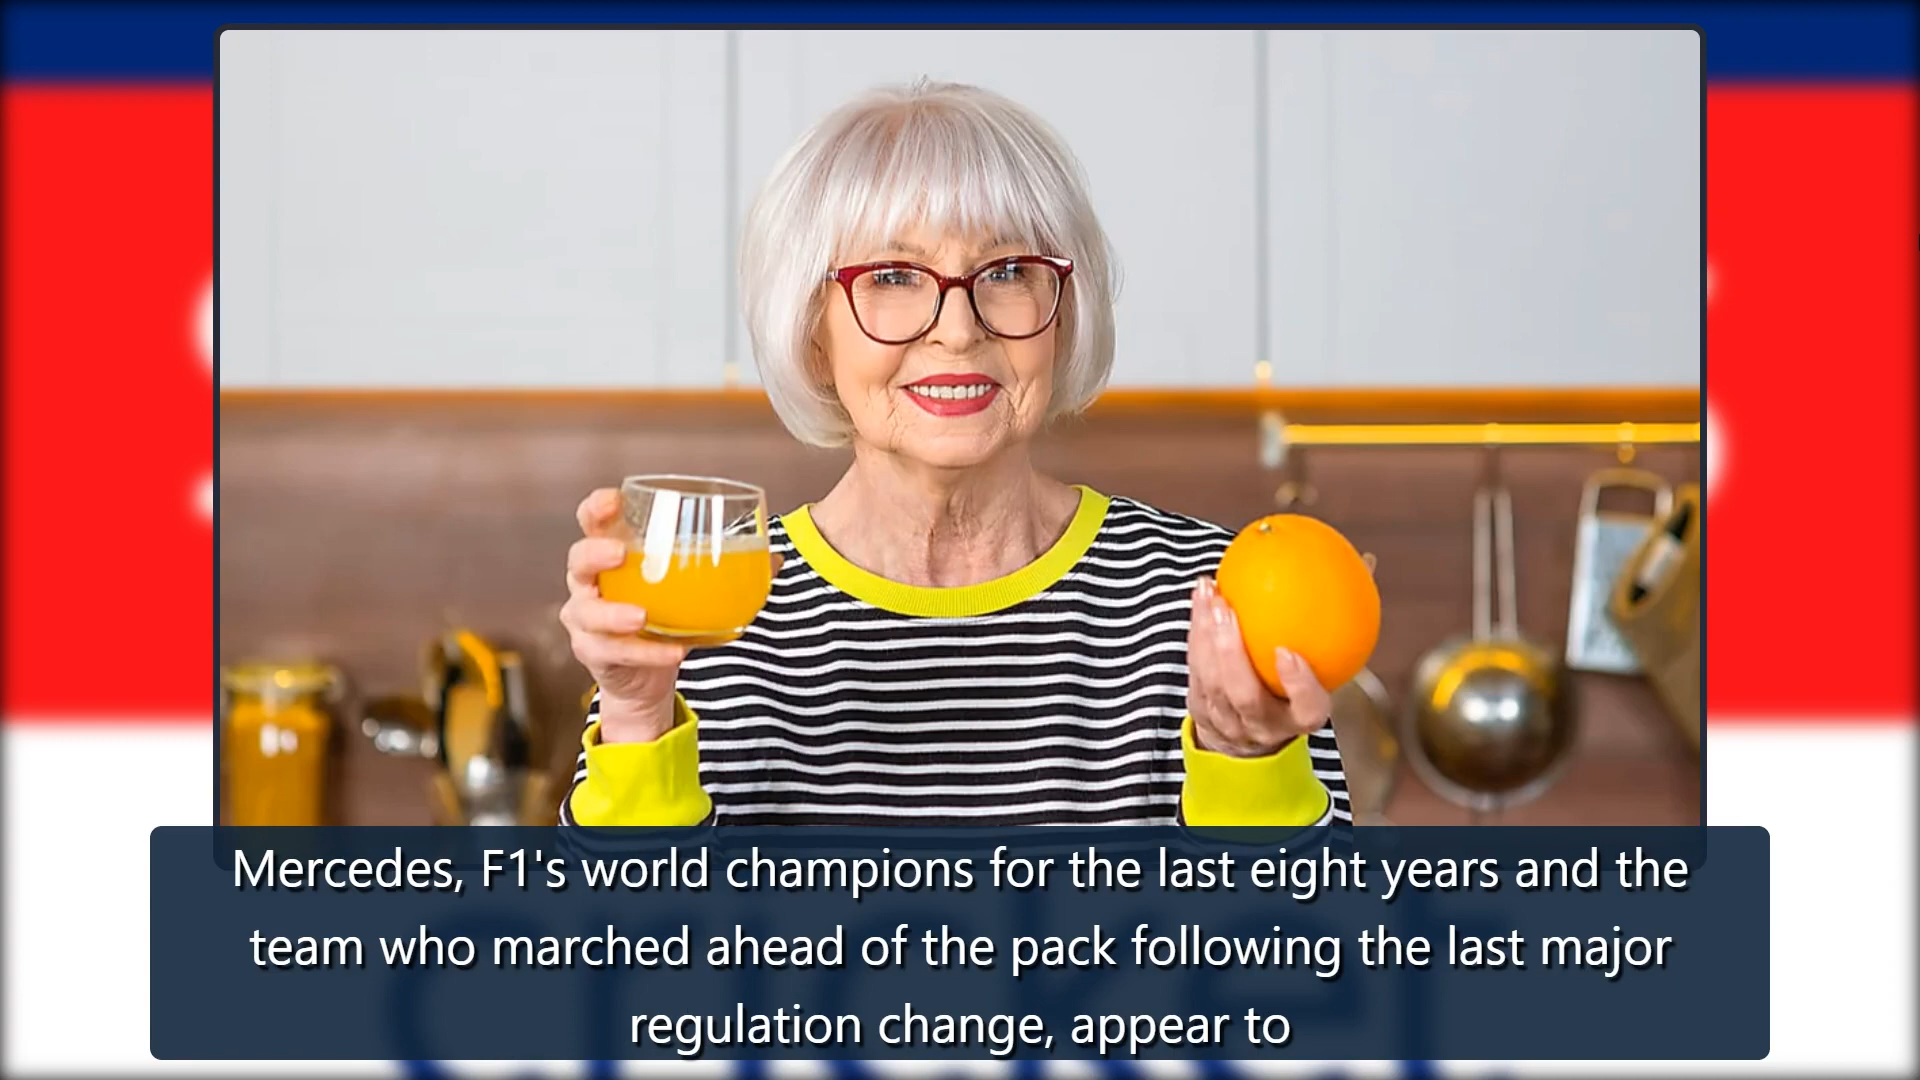 Mercedes, F1's world champions for the last eight years and the
team who marched ahead of the pack following the last major
regulation change, appear to
cricket